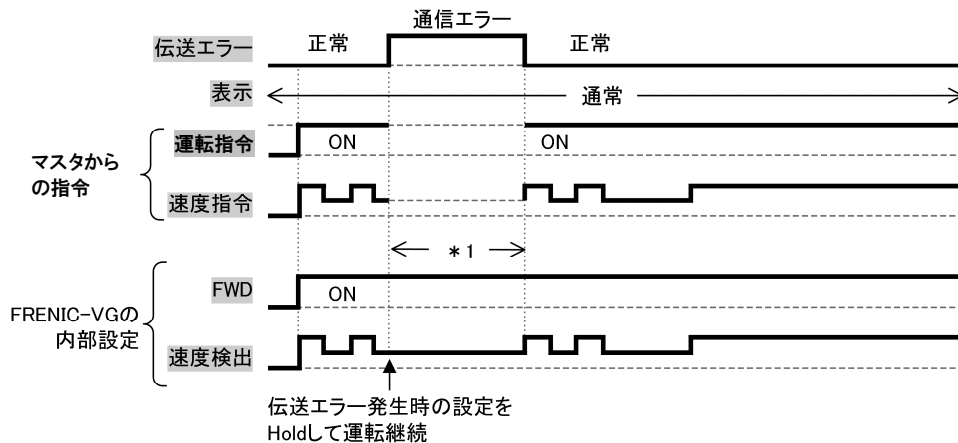 通信エラー
伝送エラー 正常 正常
表示 通常
運転指令 ON ON
マスタから
の指令
速度指令
*1
FWD ON
FRENIC-VGの
内部設定
速度検出
伝送エラー発生時の設定を
Holdして運転継続